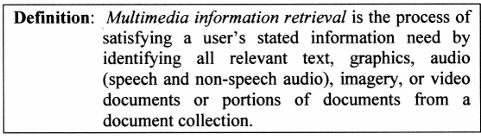 Definition: Multimedia information retrieval is the process of
satisfying a user's stated information need by
identifying all relevant text, graphics, audio
(speech and non-speech audio), imagery, or video
documents or portions of documents from a
document collection.